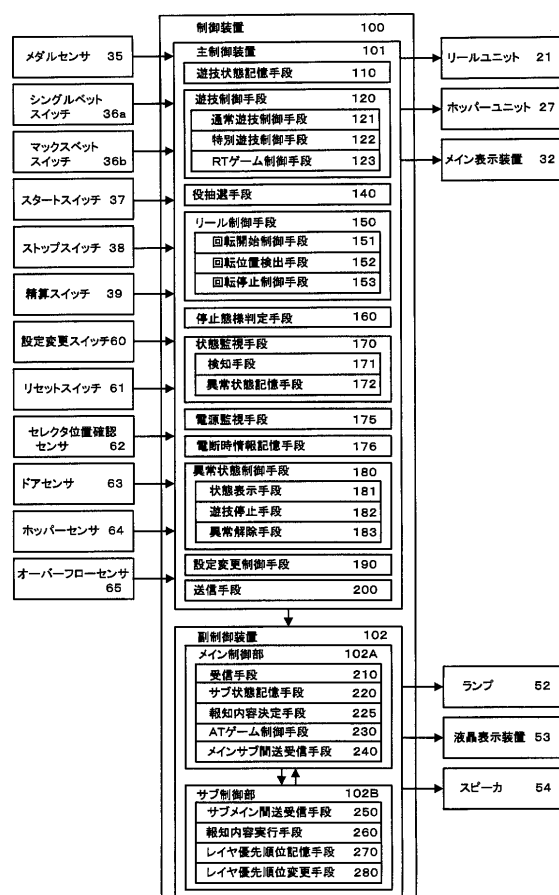 制御装置 100
メダルセンサ 35
シングルベット
スイッチ 36a
マックスベット
スイッチ 36b
スタートスイッチ 37
ストップスイッチ 38
精算スイッチ 39
設定変更スイッチ60
リセットスイッチ 61
セレクタ位置確認
センサ 62
ドアセンサ 63
ホッパーセンサ 64
オーバーフローセンサ
65
主制御装置 101
遊技状態記憶手段 110
遊技制御手段 120
通常遊技制御手段 121
特別遊技制御手段 122
RTゲーム制御手段 123
役抽選手段 140
リール制御手段 150
回転開始制御手段 151
回転位置検出手段 152
回転停止制御手段 153
停止態様判定手段 160
状態監視手段 170
検知手段 171
異常状態記憶手段 172
電源監視手段 175
電断時情報記憶手段 176
異常状態制御手段 180
状態表示手段 181
遊技停止手段 182
異常解除手段 183
設定変更制御手段 190
送信手段 200
リールユニット 21
ホッパーユニット 27
メイン表示装置 32
副制御装置 102
メイン制御部 102A
受信手段 210
サブ状態記憶手段 220
報知内容決定手段 225
ATゲーム制御手段 230
メインサブ間送受信手段 240
サブ制御部 102B
サブメイン間送受信手段 250
報知内容実行手段 260
レイヤ優先順位記憶手段 270
レイヤ優先順位変更手段 280
ランプ 52
液晶表示装置 53
スピーカ 54